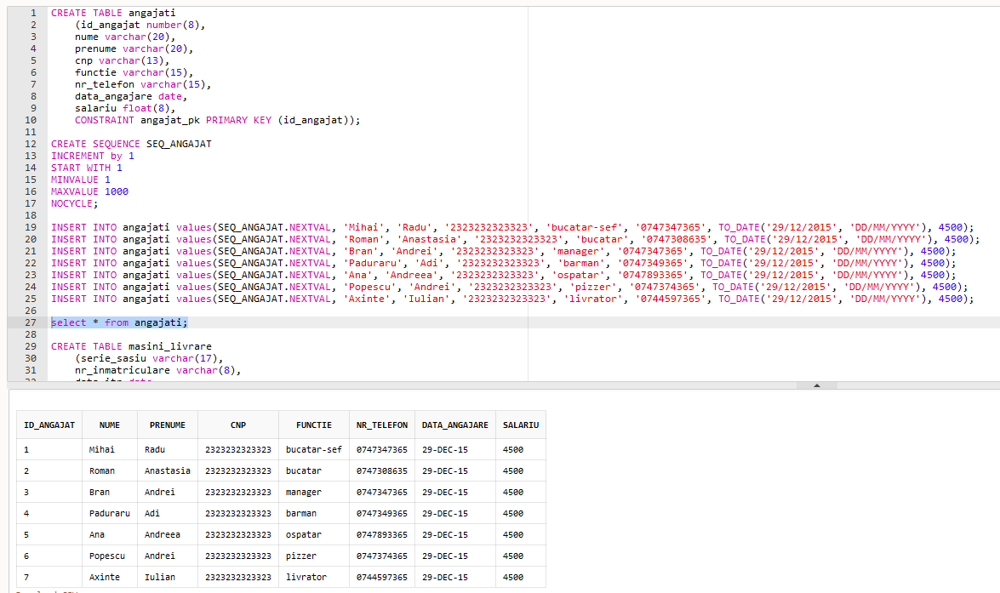 1 CREATE TABLE angajati
2 (id_angajat number(8),
3 nume varchar(20),
4 prenume varchar(20),
5 cnp varchar(13),
6 functie varchar(15),
7 nr_telefon varchar(15),
8 data_angajare date,
9 salariu float(8),
10 CONSTRAINT angajat_pk PRIMARY KEY (id_angajat));
11
12 CREATE SEQUENCE SEQ_ANGAJAT
13 INCREMENT by 1
14 START WITH 1
15 MINVALUE 1
16 MAXVALUE 1000
17 NOCYCLE;
18
19 INSERT INTO angajati values(SEQ_ANGAJAT.NEXTVAL, 'Mihai', 'Radu', '2323232323323', 'bucatar-sef', '0747347365', TO_DATE('29/12/2015', 'DD/MM/YYYY'), 4500);
20 INSERT INTO angajati values(SEQ_ANGAJAT.NEXTVAL, 'Roman', 'Anastasia', '2323232323323', 'bucatar', '0747308635', TO_DATE('29/12/2015', 'DD/MM/YYYY'), 4500);
21 INSERT INTO angajati values(SEQ_ANGAJAT.NEXTVAL, 'Bran', 'Andrei', '2323232323323', 'manager', '0747347365', TO_DATE('29/12/2015', 'DD/MM/YYYY'), 4500);
22 INSERT INTO angajati values(SEQ_ANGAJAT.NEXTVAL, 'Paduraru', 'Adi', '2323232323323', 'barman', '0747349365', TO_DATE('29/12/2015', 'DD/MM/YYYY'), 4500);
23 INSERT INTO angajati values(SEQ_ANGAJAT.NEXTVAL, 'Ana', 'Andreea', '2323232323323', 'ospatar', '0747893365', TO_DATE('29/12/2015', 'DD/MM/YYYY'), 4500);
24 INSERT INTO angajati values(SEQ_ANGAJAT.NEXTVAL, 'Popescu', 'Andrei', '2323232323323', 'pizzer', '0747374365', TO_DATE('29/12/2015', 'DD/MM/YYYY'), 4500);
25 INSERT INTO angajati values(SEQ_ANGAJAT.NEXTVAL, 'Axinte', 'Iulian', '2323232323323', 'livrator', '0744597365', TO_DATE('29/12/2015', 'DD/MM/YYYY'), 4500);
26
27 select * from angajati;
28
29 CREATE TABLE masini_livrare
30 (serie_sasiu varchar(17),
31 nr_inmatriculare varchar(8),
ID_ANGAJAT NUME PRENUME CNP FUNCTIE NR_TELEFON DATA_ANGAJARE SALARIU
1 Mihai Radu 2323232323323 bucatar-sef 0747347365 29-DEC-15 4500
2 Roman Anastasia 2323232323323 bucatar 0747308635 29-DEC-15 4500
3 Bran Andrei 2323232323323 manager 0747347365 29-DEC-15 4500
4 Paduraru Adi 2323232323323 barman 0747349365 29-DEC-15 4500
5 Ana Andreea 2323232323323 ospatar 0747893365 29-DEC-15 4500
6 Popescu Andrei 2323232323323 pizzer 0747374365 29-DEC-15 4500
7 Axinte Iulian 2323232323323 livrator 0744597365 29-DEC-15 4500